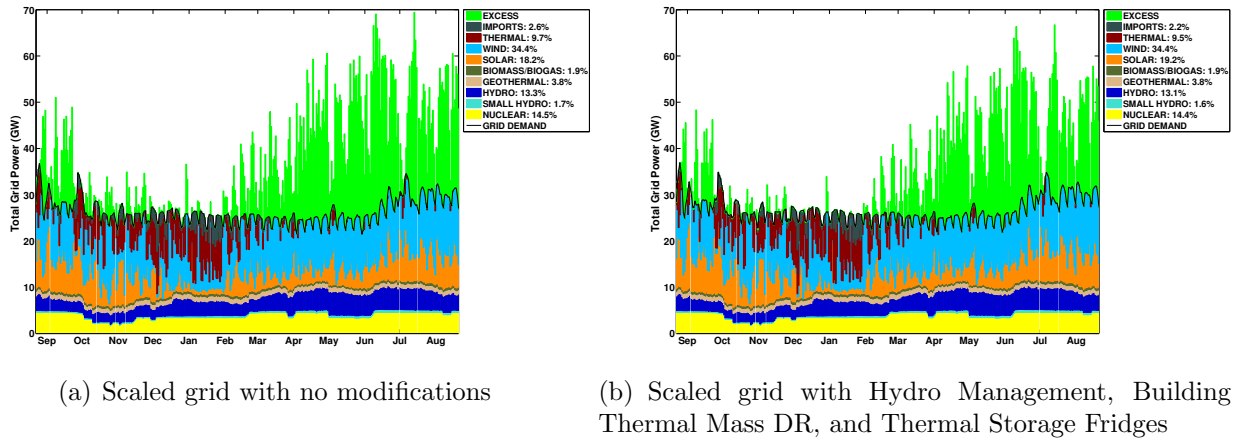 Total Grid Power (GW)
70
60
50
40
30
20
10
0
Sep Oct Nov Dec Jan Feb Mar Apr May Jun Jul Aug
EXCESS
IMPORTS: 2.6%
THERMAL: 9.7%
WIND: 34.4%
SOLAR: 18.2%
BIOMASS/BIOGAS: 1.9%
GEOTHERMAL: 3.8%
HYDRO: 13.3%
SMALL HYDRO: 1.7%
NUCLEAR: 14.5%
GRID DEMAND
(a) Scaled grid with no modifications
Total Grid Power (GW)
70
60
50
40
30
20
10
0
Sep Oct Nov Dec Jan Feb Mar Apr May Jun Jul Aug
EXCESS
IMPORTS: 2.2%
THERMAL: 9.5%
WIND: 34.4%
SOLAR: 19.2%
BIOMASS/BIOGAS: 1.9%
GEOTHERMAL: 3.8%
HYDRO: 13.1%
SMALL HYDRO: 1.6%
NUCLEAR: 14.4%
GRID DEMAND
(b) Scaled grid with Hydro Management, Building
Thermal Mass DR, and Thermal Storage Fridges